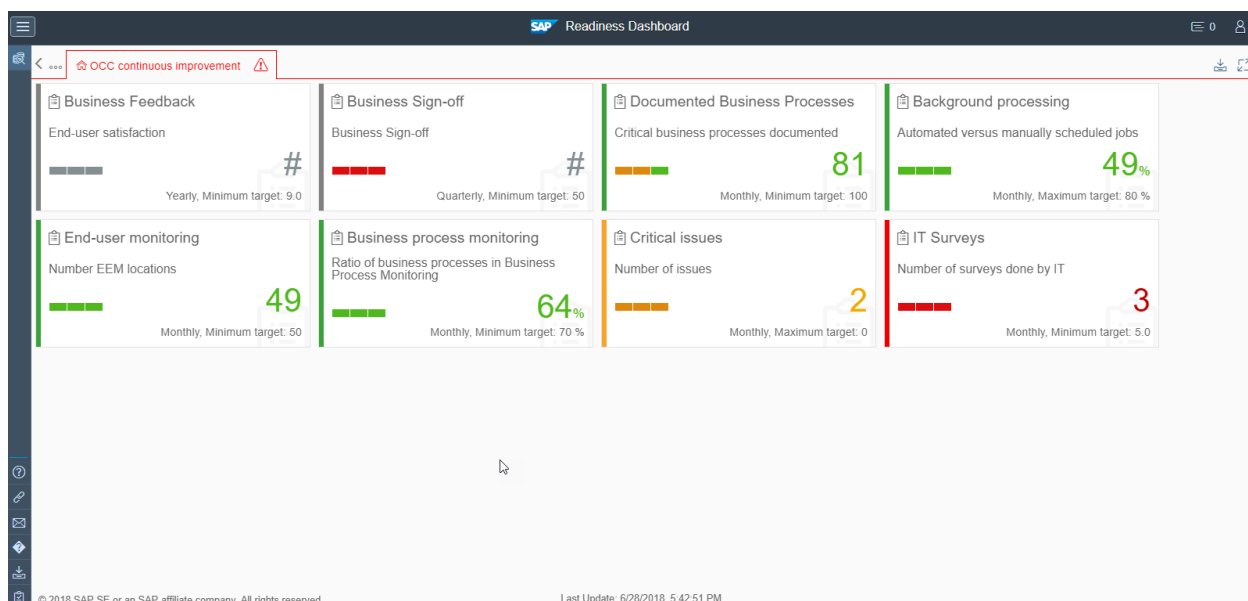 SAP Readiness Dashboard
0
OCC continuous improvement
Business Feedback
End-user satisfaction
#
Yearly, Minimum target: 9.0
Business Sign-off
Business Sign-off
#
Quarterly, Minimum target: 50
Documented Business Processes
Critical business processes documented
81
Monthly, Minimum target: 100
Background processing
Automated versus manually scheduled jobs
49%
Monthly, Maximum target: 80 %
End-user monitoring
Number EEM locations
49
Monthly, Minimum target: 50
Business process monitoring
Ratio of business processes in Business
Process Monitoring
64%
Monthly, Minimum target: 70 %
Critical issues
Number of issues
2
Monthly, Maximum target: 0
IT Surveys
Number of surveys done by IT
3
Monthly, Minimum target: 5.0
© 2018 SAP SE or an SAP affiliate company. All rights reserved.
Last Update: 6/28/2018, 5:42:51 PM